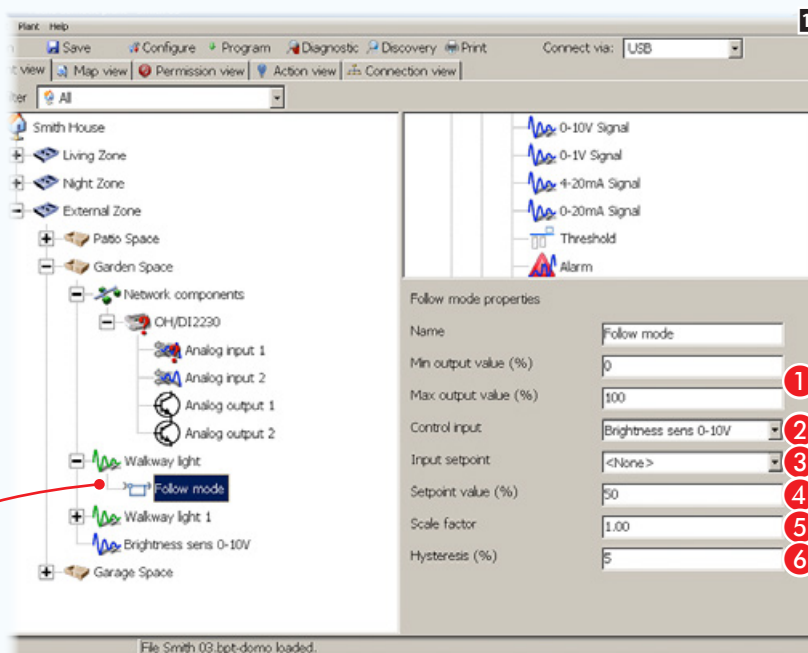 1
Plant Help
Save Configure Program Diagnostic Discovery Print Connect via: USB
view Map view Permission view Action view Connection view
All
Smith House
Living Zone
Night Zone
External Zone
Patio Space
Garden Space
Network components
OH/DI2230
Analog input 1
Analog input 2
Analog output 1
Analog output 2
Walkway light
Follow mode
Walkway light 1
Brightness sens 0-10V
Garage Space
0-10V Signal
0-1V Signal
4-20mA Signal
0-20mA Signal
Threshold
Alarm
Follow mode properties
Name Follow mode
Min output value (%) 0
Max output value (%) 100
1
Control input Brightness sens 0-10V 2
Input setpoint <None> 3
Setpoint value (%) 50 4
Scale factor 1.00 5
Hysteresis (%) 5 6
File Smith 03.bpt-domo loaded.